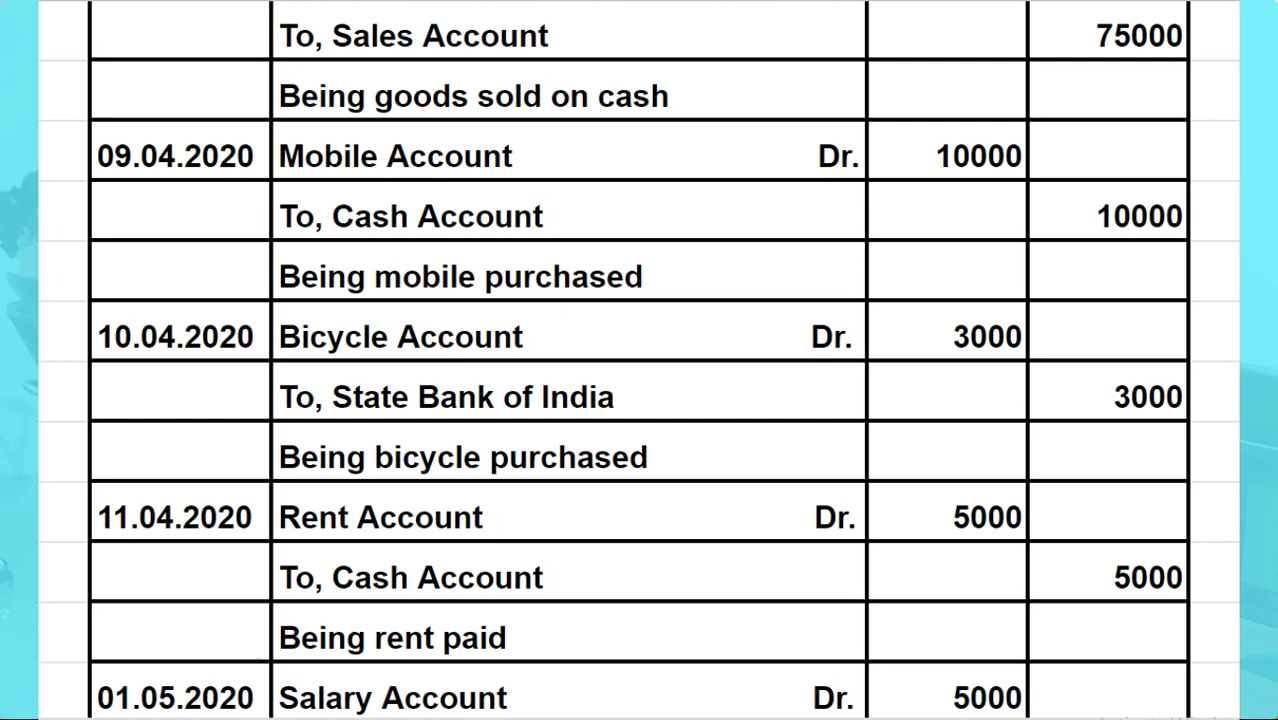 To, Sales Account 75000
Being goods sold on cash
09.04.2020 Mobile Account Dr. 10000
To, Cash Account 10000
Being mobile purchased
10.04.2020 Bicycle Account Dr. 3000
To, State Bank of India 3000
Being bicycle purchased
11.04.2020 Rent Account Dr. 5000
To, Cash Account 5000
Being rent paid
01.05.2020 Salary Account Dr. 5000